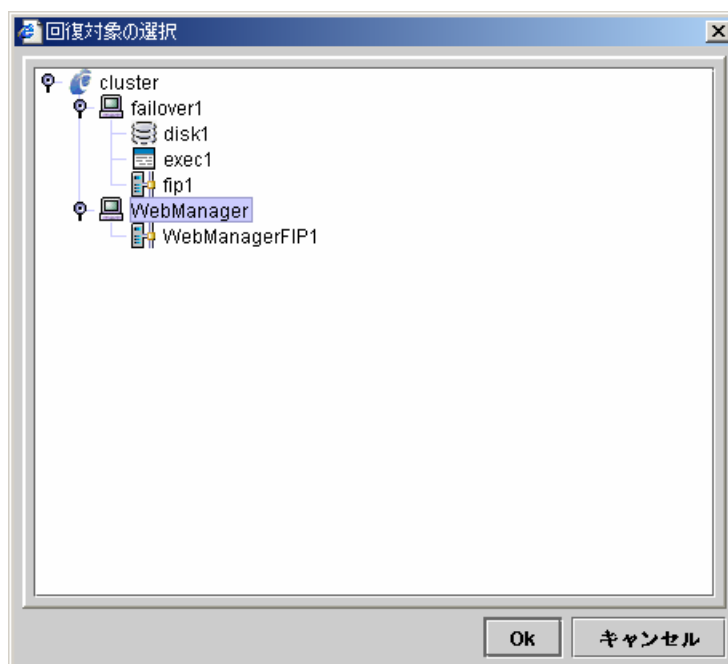 回復対象の選択
cluster
failover1
disk1
exec1
fip1
WebManager
WebManagerFIP1
Ok キャンセル